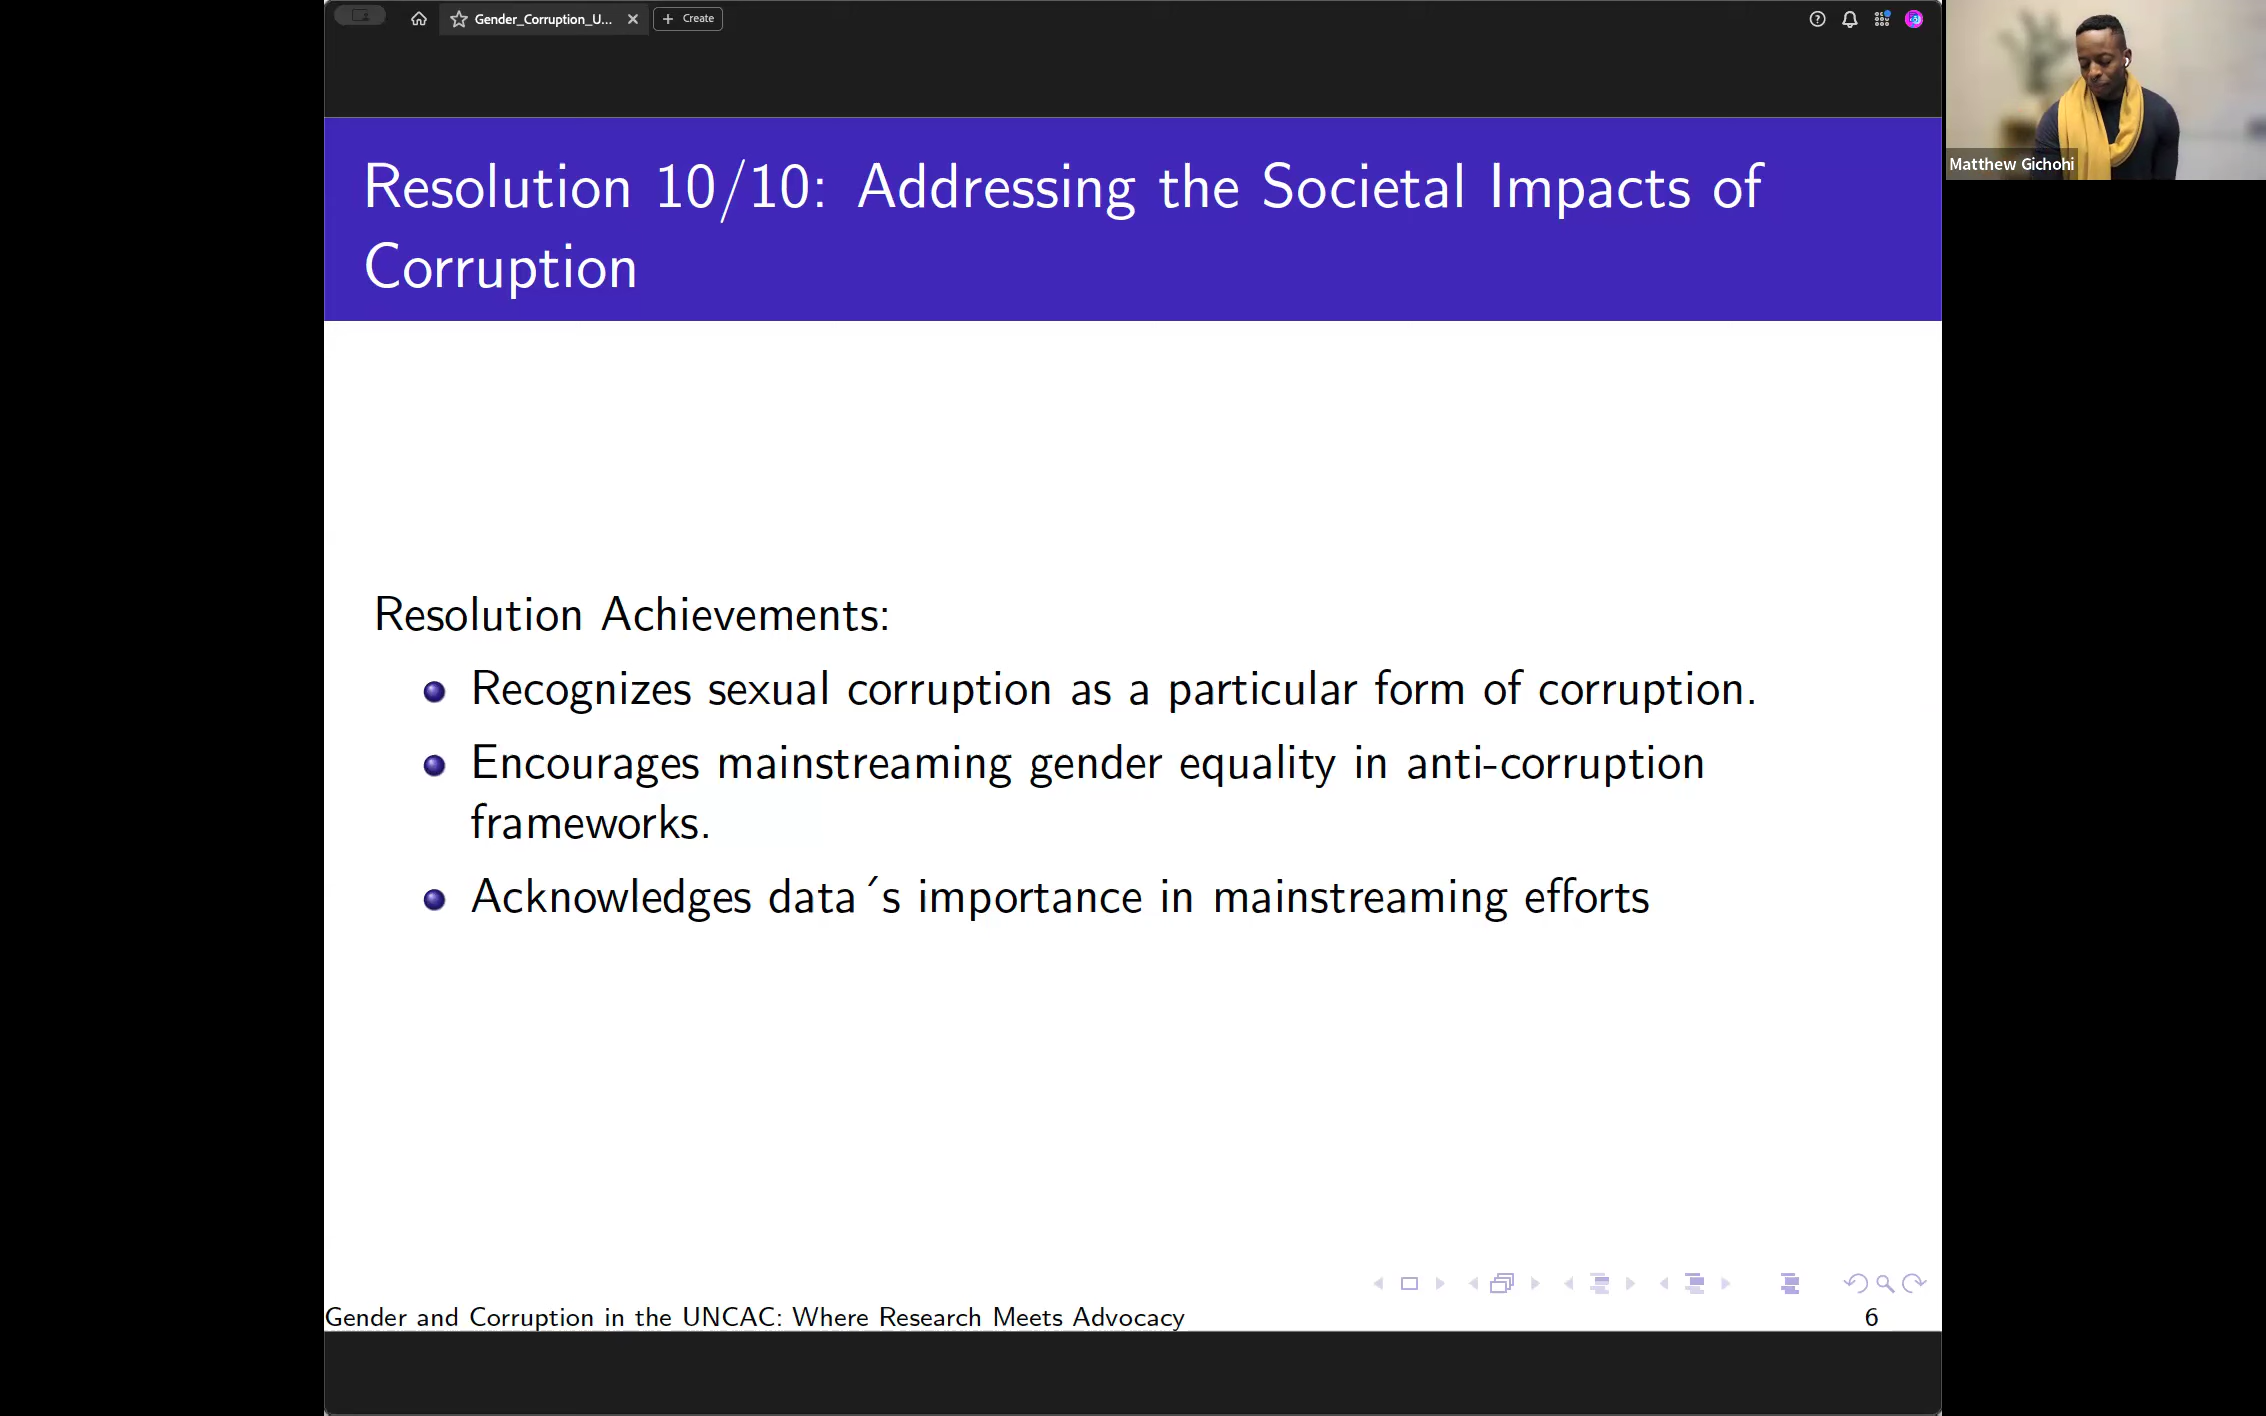 Gender_Corruption_U...
Create
Matthew Gichohi
Resolution 10/10: Addressing the Societal Impacts of
Corruption
Resolution Achievements:
Recognizes sexual corruption as a particular form of corruption.
Encourages mainstreaming gender equality in anti-corruption
frameworks.
Acknowledges data´s importance in mainstreaming efforts
Gender and Corruption in the UNCAC: Where Research Meets Advocacy
6